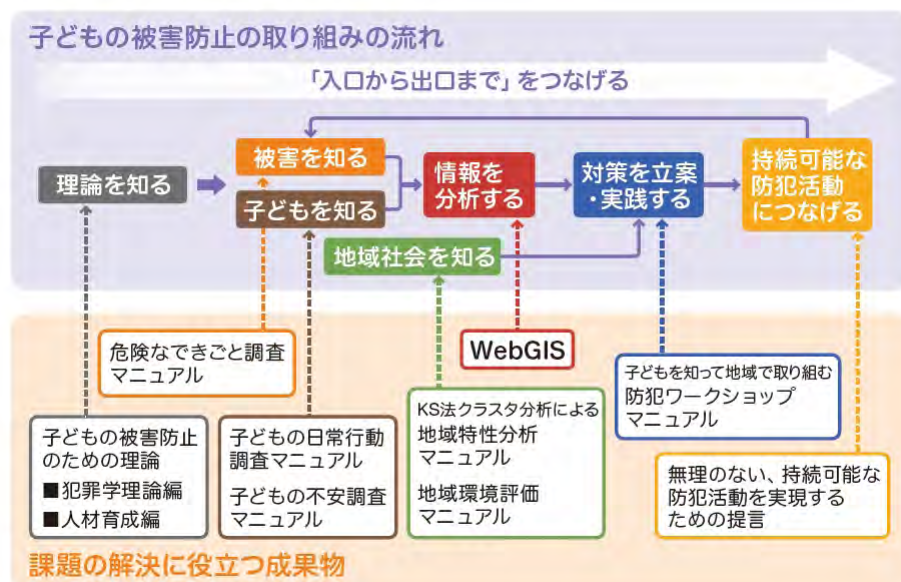 子どもの被害防止の取り組みの流れ
「入口から出口まで」をつなげる
理論を知る
被害を知る
子どもを知る
地域社会を知る
情報を
分析する
対策を立案
・実践する
持続可能な
防犯活動
につなげる
危険なできごと調査
マニュアル
WebGIS
子どもを知って地域で取り組む
防犯ワークショップ
マニュアル
子どもの被害防止
のための理論
■犯罪学理論編
■人材育成編
子どもの日常行動
調査マニュアル
子どもの不安調査
マニュアル
KS法クラスタ分析による
地域特性分析
マニュアル
地域環境評価
マニュアル
無理のない、持続可能な
防犯活動を実現する
ための提言
課題の解決に役立つ成果物